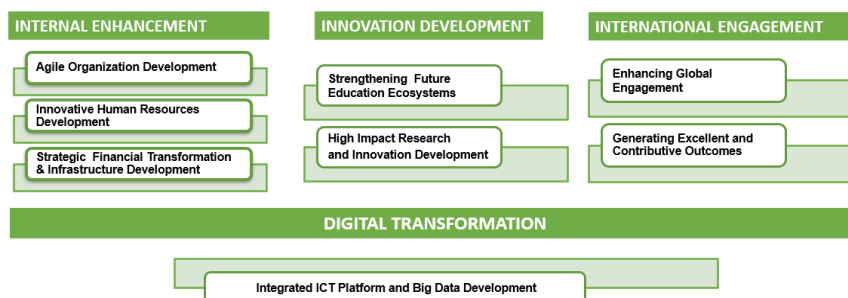 INTERNAL ENHANCEMENT
Agile Organization Development
Innovative Human Resources
Development
Strategic Financial Transformation
& Infrastructure Development
INNOVATION DEVELOPMENT
Strengthening Future
Education Ecosystems
High Impact Research
and Innovation Development
INTERNATIONAL ENGAGEMENT
Enhancing Global
Engagement
Generating Excellent and
Contributive Outcomes
DIGITAL TRANSFORMATION
Integrated ICT Platform and Big Data Development